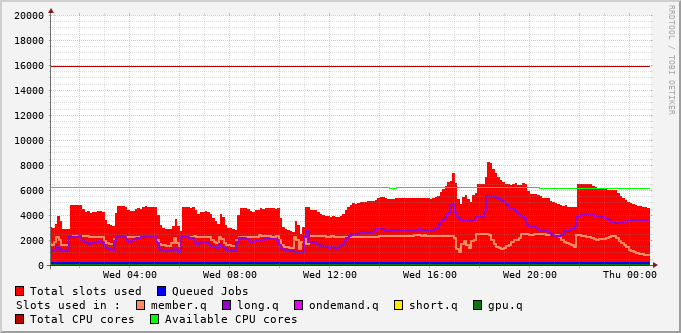 RRDTOOL / TOBI OETIKER
20000
18000
16000
14000
12000
10000
8000
6000
4000
2000
0
Wed 04:00 Wed 08:00 Wed 12:00 Wed 16:00 Wed 20:00 Thu 00:00
Total slots used Queued Jobs
Slots used in : member.q long.q ondemand.q short.q gpu.q
Total CPU cores Available CPU cores